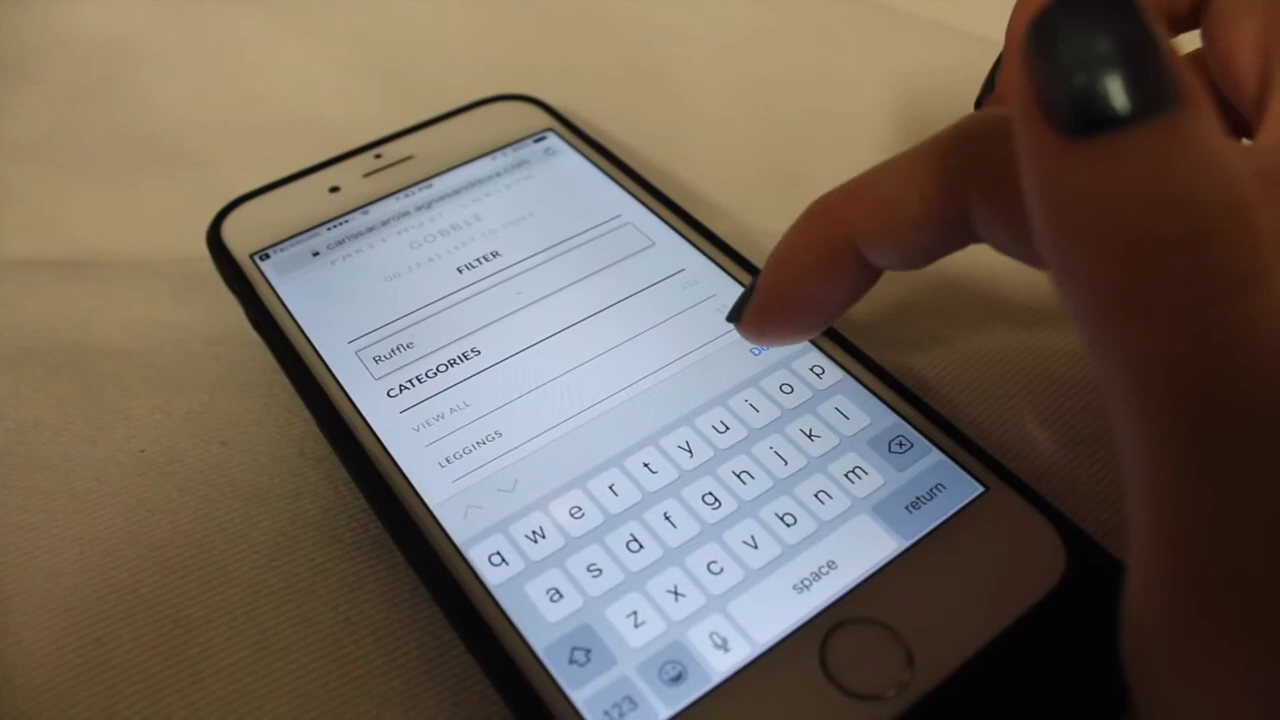 GOBBLE
FILTER
Ruffle
CATEGORIES
VIEW ALL
LEGGINGS
q w e r t y u i o p
a s d f g h j k l
z x c v b n m
123 space return